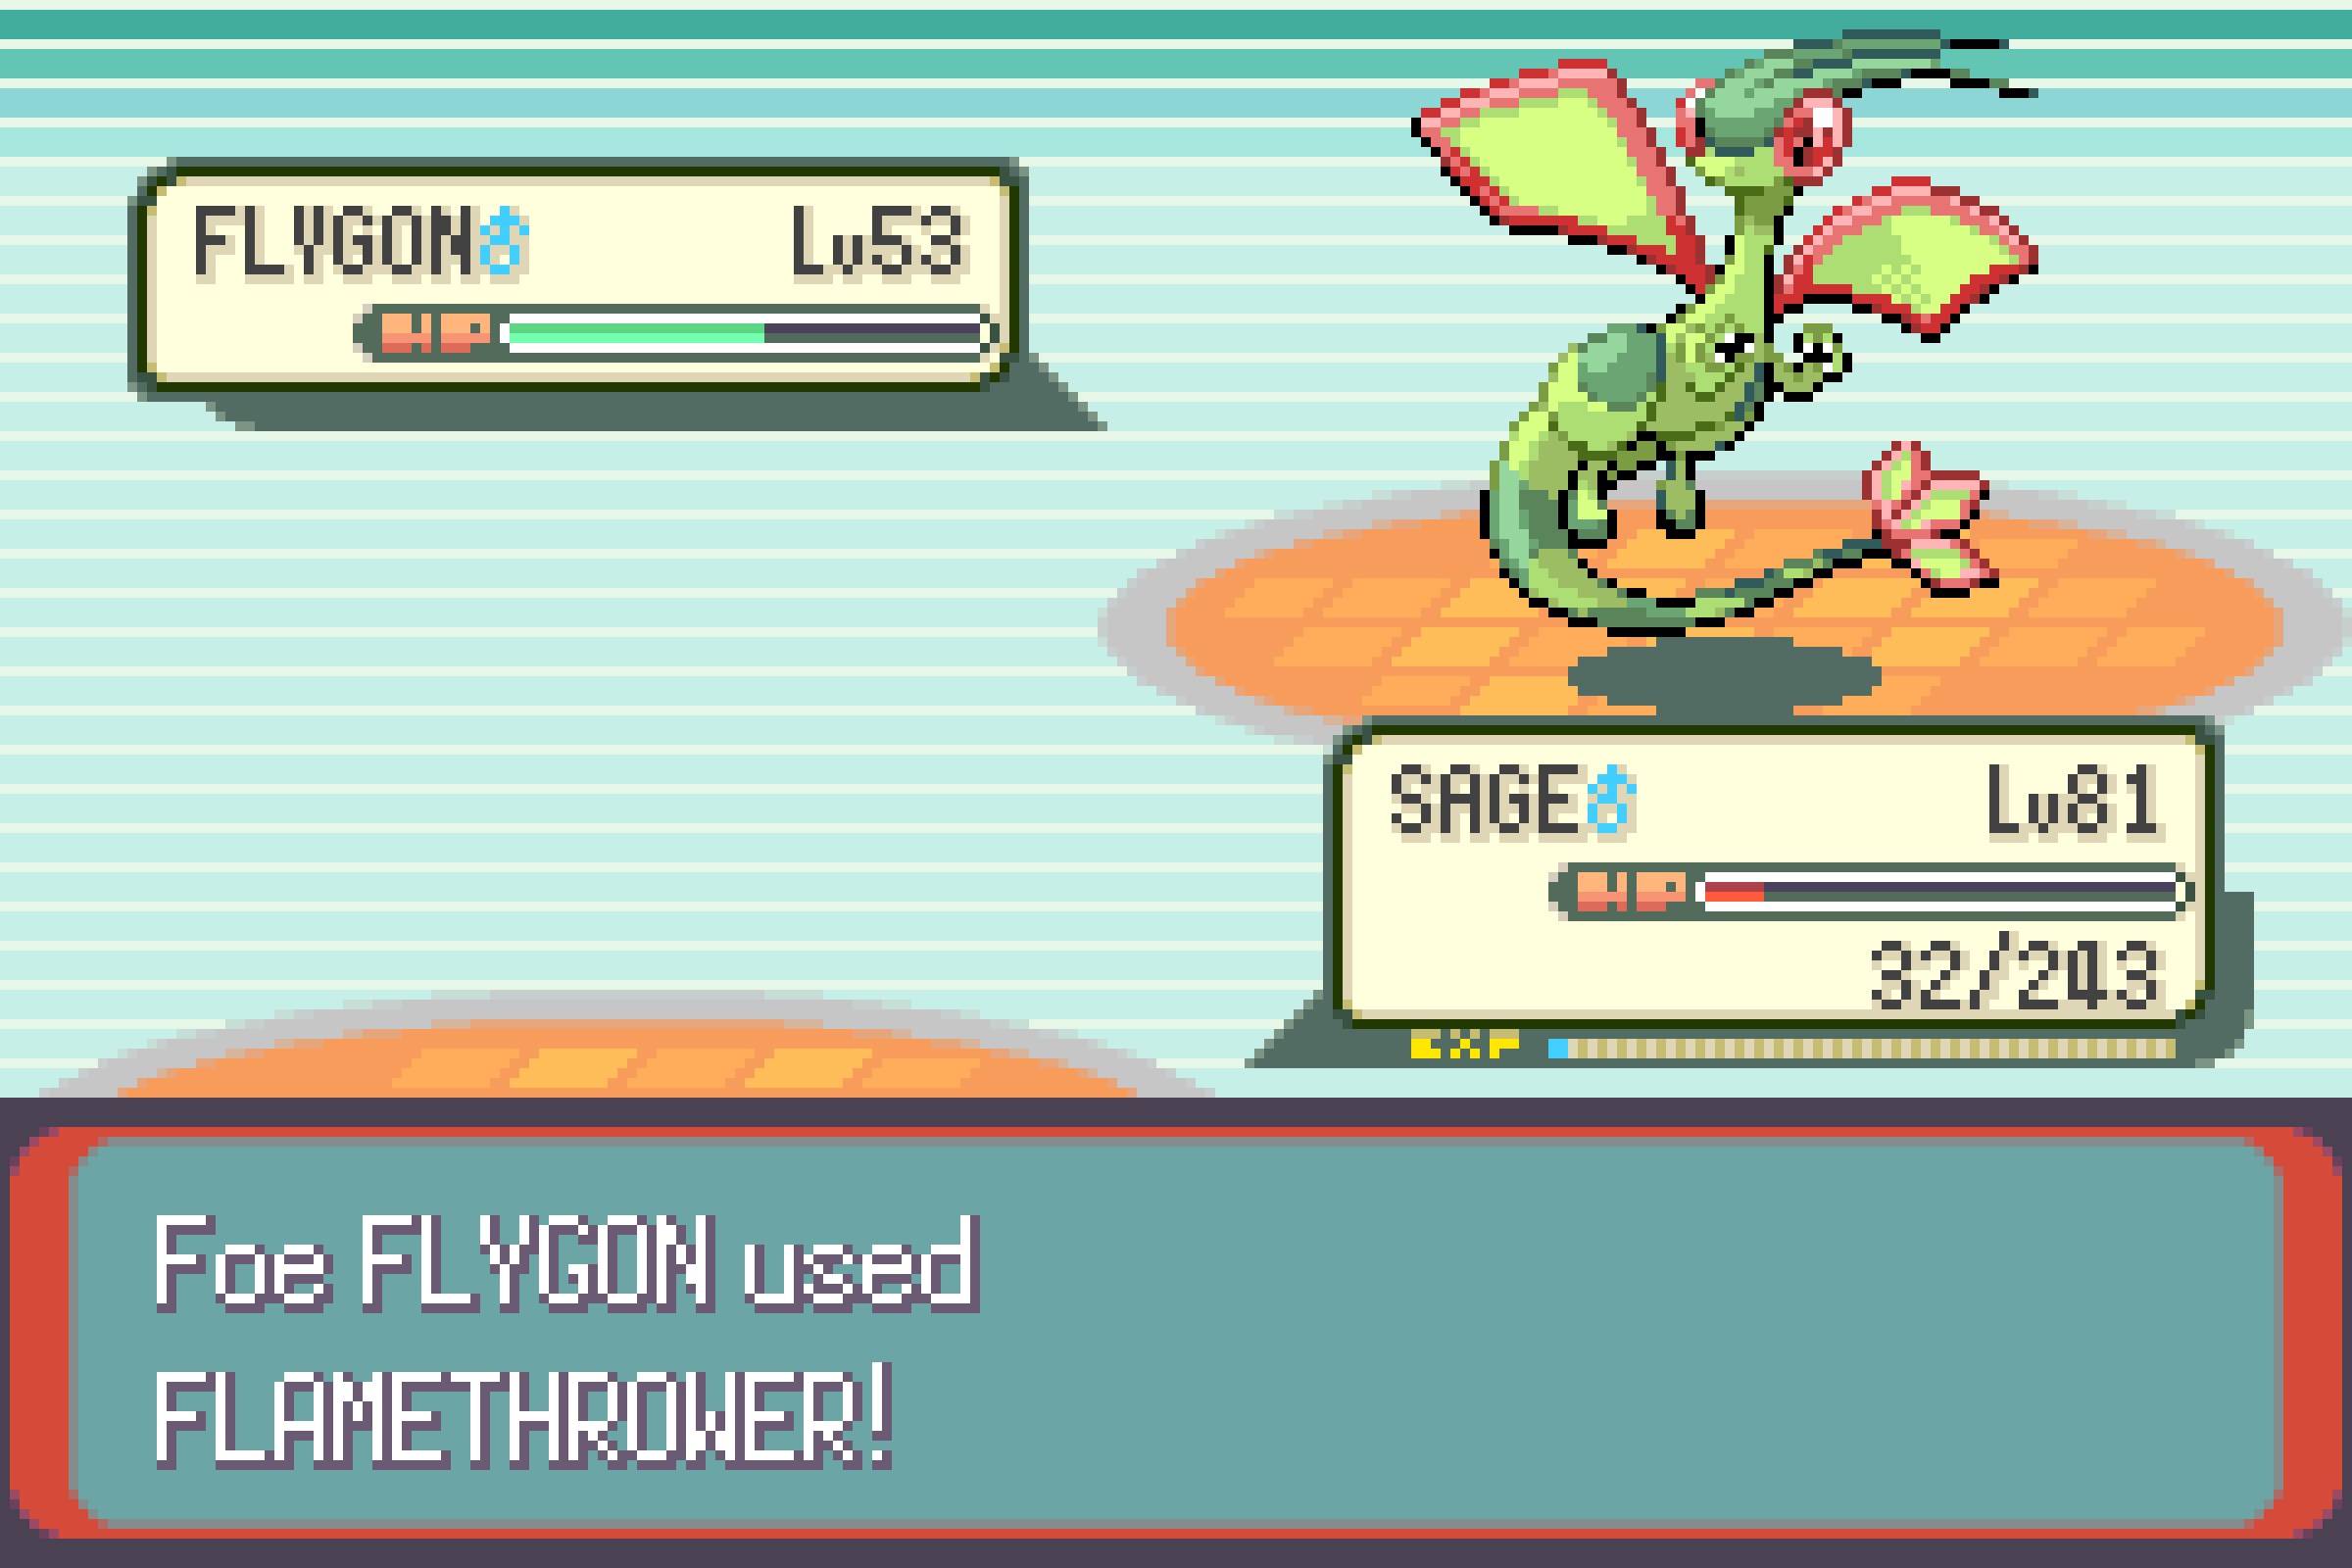 FLYGON♂ Lv53
HP
SAGE♂ Lv81
HP
32/243
EXP
Foe FLYGON used
FLAMETHROWER!